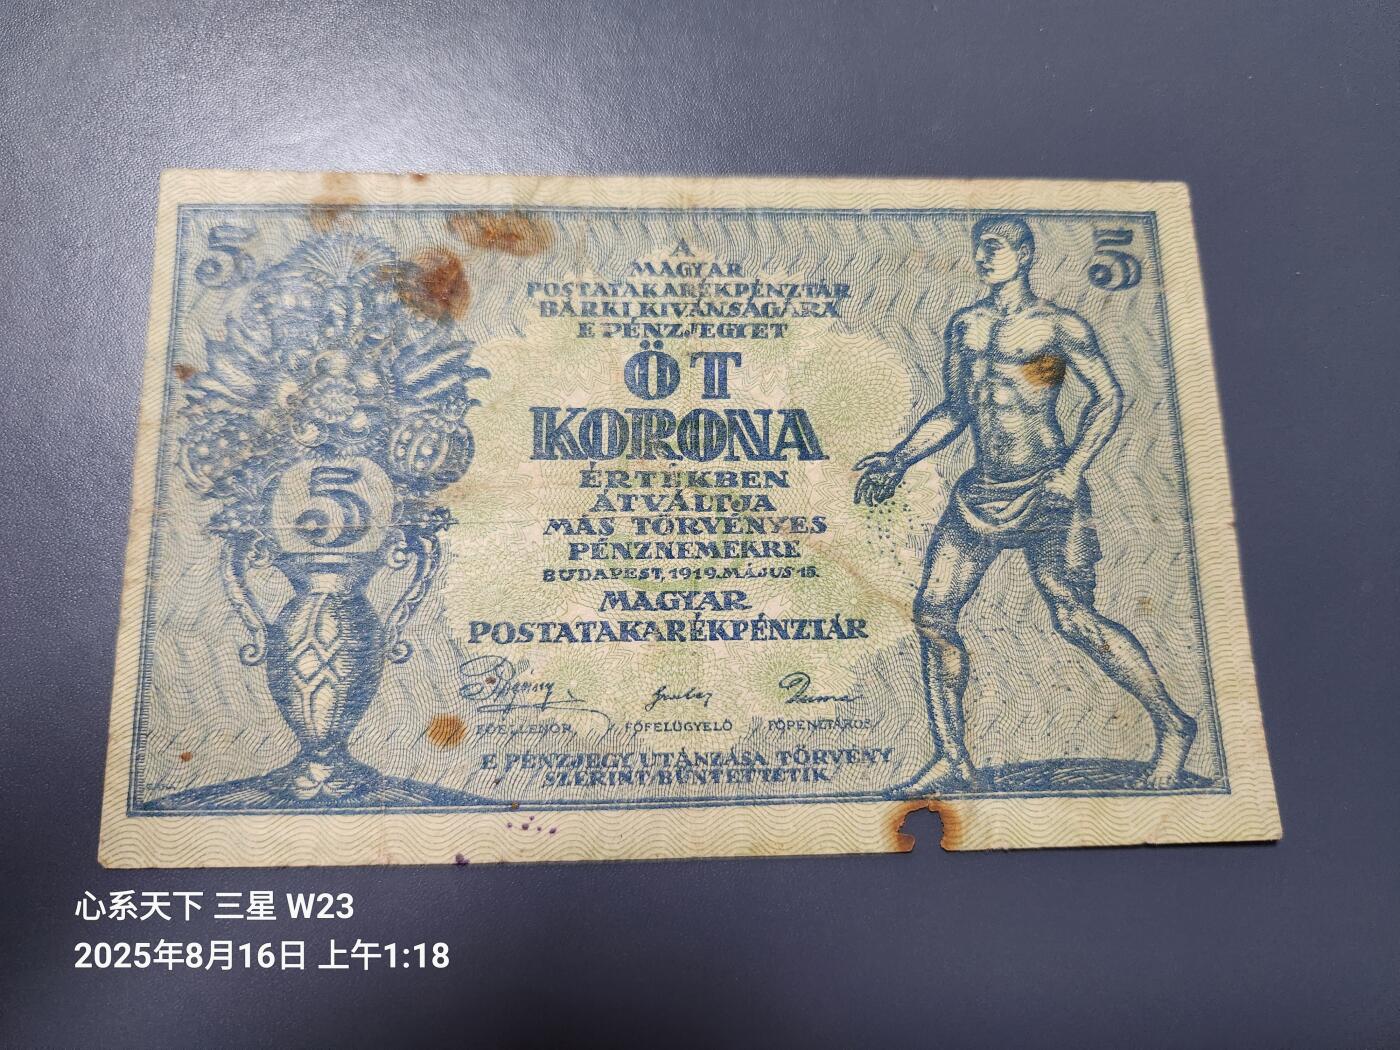 5
5
A
MAGYAR
POSTATAKARÉKPÉNZTÁR
BÁRKI KIVÁNSÁGÁRA
E PÉNZJEGYET
ÖT
KORONA
ÉRTÉKBEN
ÁTVÁLTJA
MÁS TÖRVÉNYES
PÉNZNEMEKRE
BUDAPEST, 1919. MÁJUS 15.
MAGYAR
POSTATAKARÉKPÉNZTÁR
5
FŐELLENŐR
FŐFELÜGYELŐ
FŐPÉNZTÁROS
E PÉNZJEGY UTÁNZÁSA TÖRVÉNY
SZERINT BÜNTETTETIK
心系天下 三星 W23
2025年8月16日 上午1:18